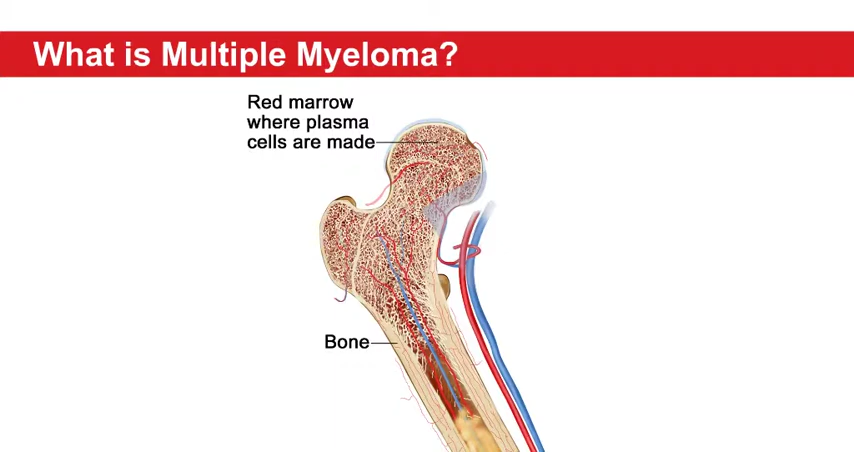 What is Multiple Myeloma?
Red marrow
where plasma
cells are made
Bone